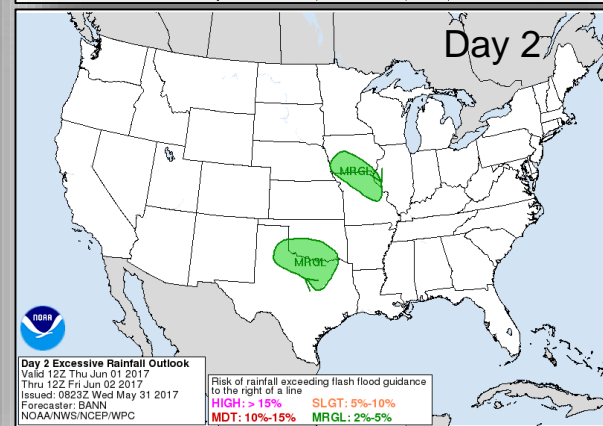 Day 2
MRGL
MRGL
NOAA
Day 2 Excessive Rainfall Outlook
Valid 12Z Thu Jun 01 2017
Thru 12Z Fri Jun 02 2017
Issued: 0823Z Wed May 31 2017
Forecaster: BANN
NOAA/NWS/NCEP/WPC
Risk of rainfall exceeding flash flood guidance
to the right of a line
HIGH: > 15% SLGT: 5%-10%
MDT: 10%-15% MRGL: 2%-5%